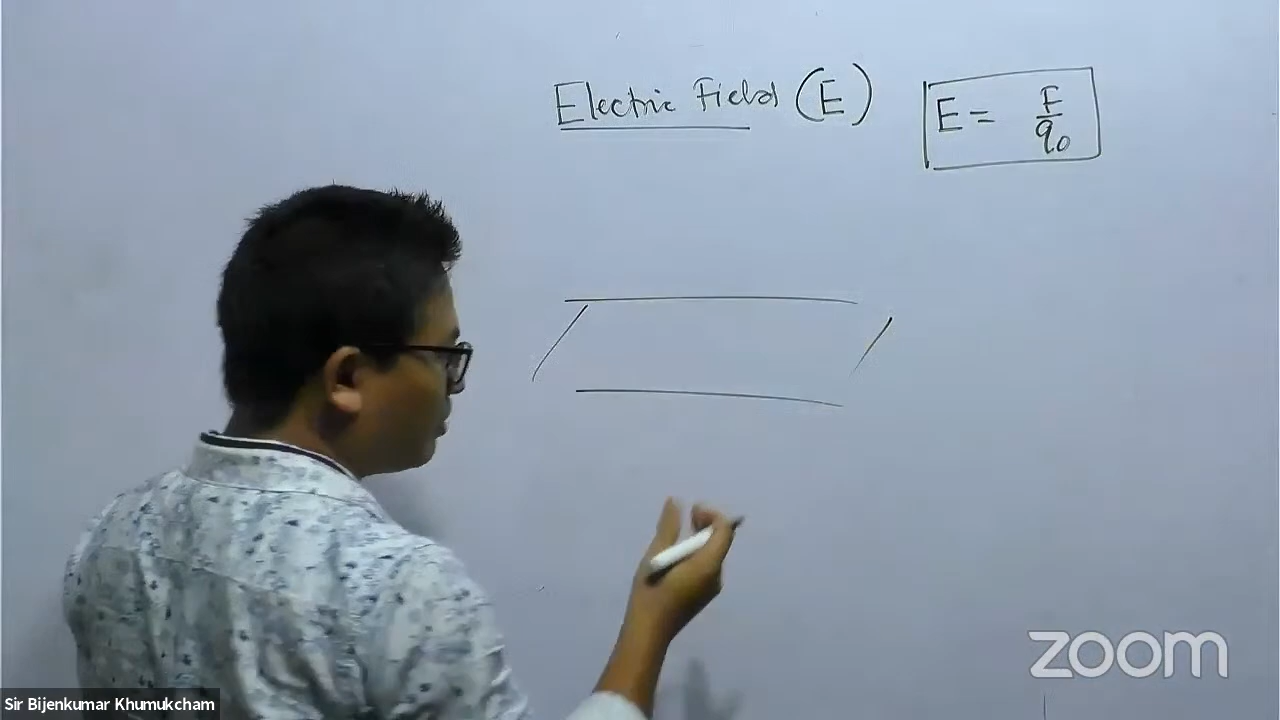 Electric Field (E)
E = F/q₀
zoom
Sir Bijenkumar Khumukcham